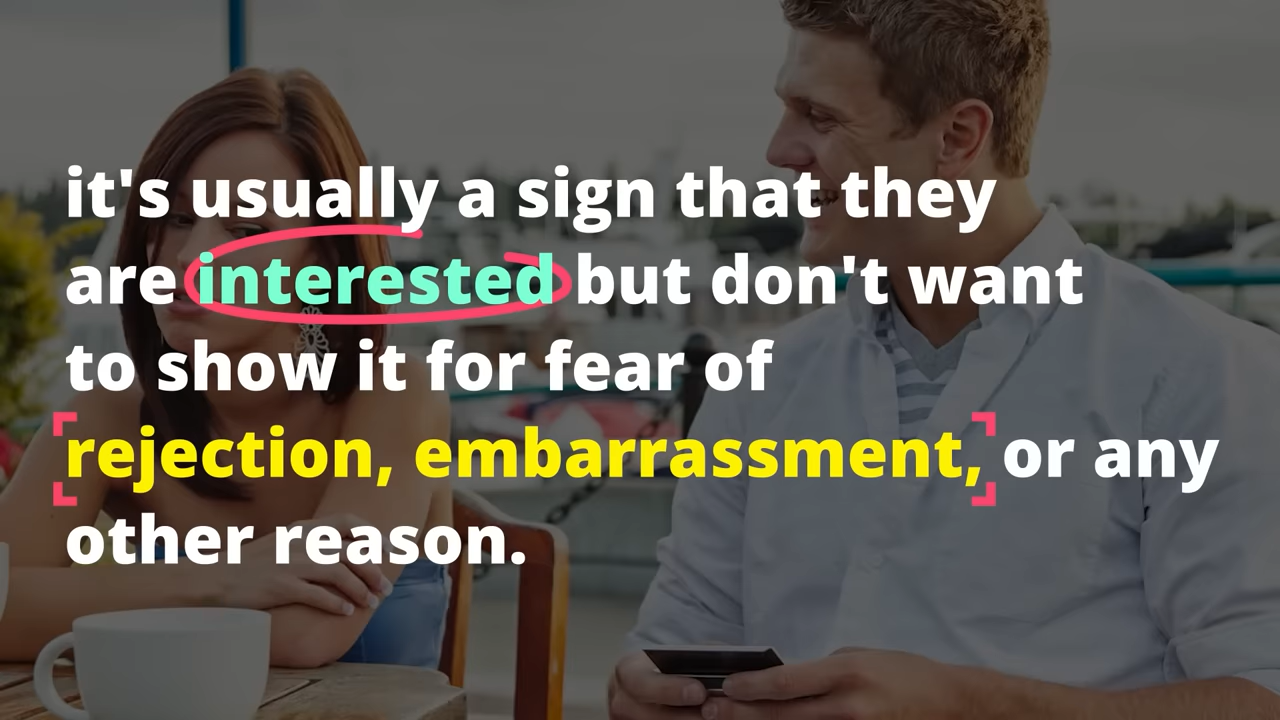 it's usually a sign that they
are interested but don't want
to show it for fear of
rejection, embarrassment, or any
other reason.